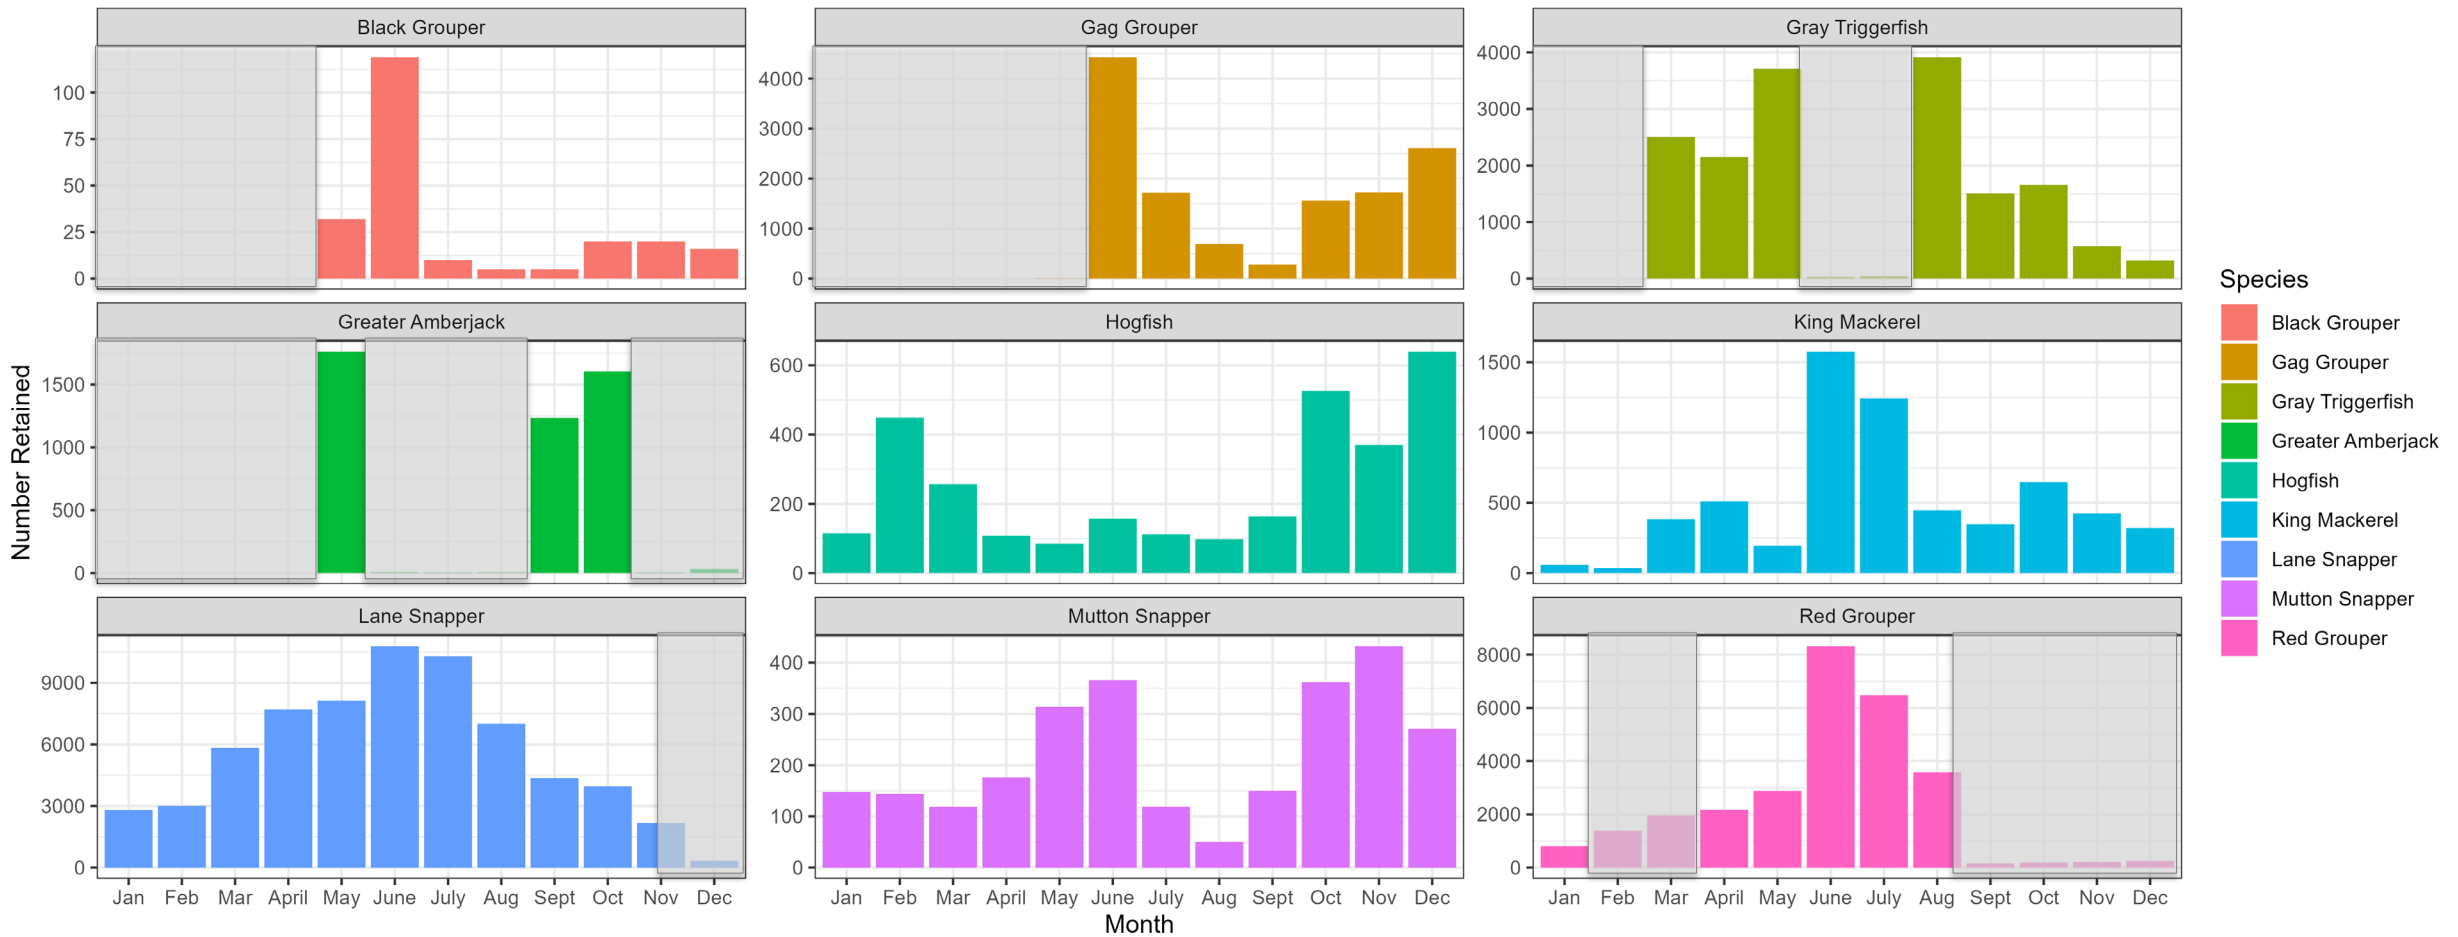 Black Grouper
Gag Grouper
Gray Triggerfish
100
75
50
25
0
4000
3000
2000
1000
0
4000
3000
2000
1000
0
Greater Amberjack
Hogfish
King Mackerel
1500
1000
500
0
600
400
200
0
1500
1000
500
0
Lane Snapper
Mutton Snapper
Red Grouper
9000
6000
3000
0
400
300
200
100
0
8000
6000
4000
2000
0
Jan Feb Mar April May June July Aug Sept Oct Nov Dec
Jan Feb Mar April May June July Aug Sept Oct Nov Dec
Jan Feb Mar April May June July Aug Sept Oct Nov Dec
Number Retained
Month
Species
Black Grouper
Gag Grouper
Gray Triggerfish
Greater Amberjack
Hogfish
King Mackerel
Lane Snapper
Mutton Snapper
Red Grouper